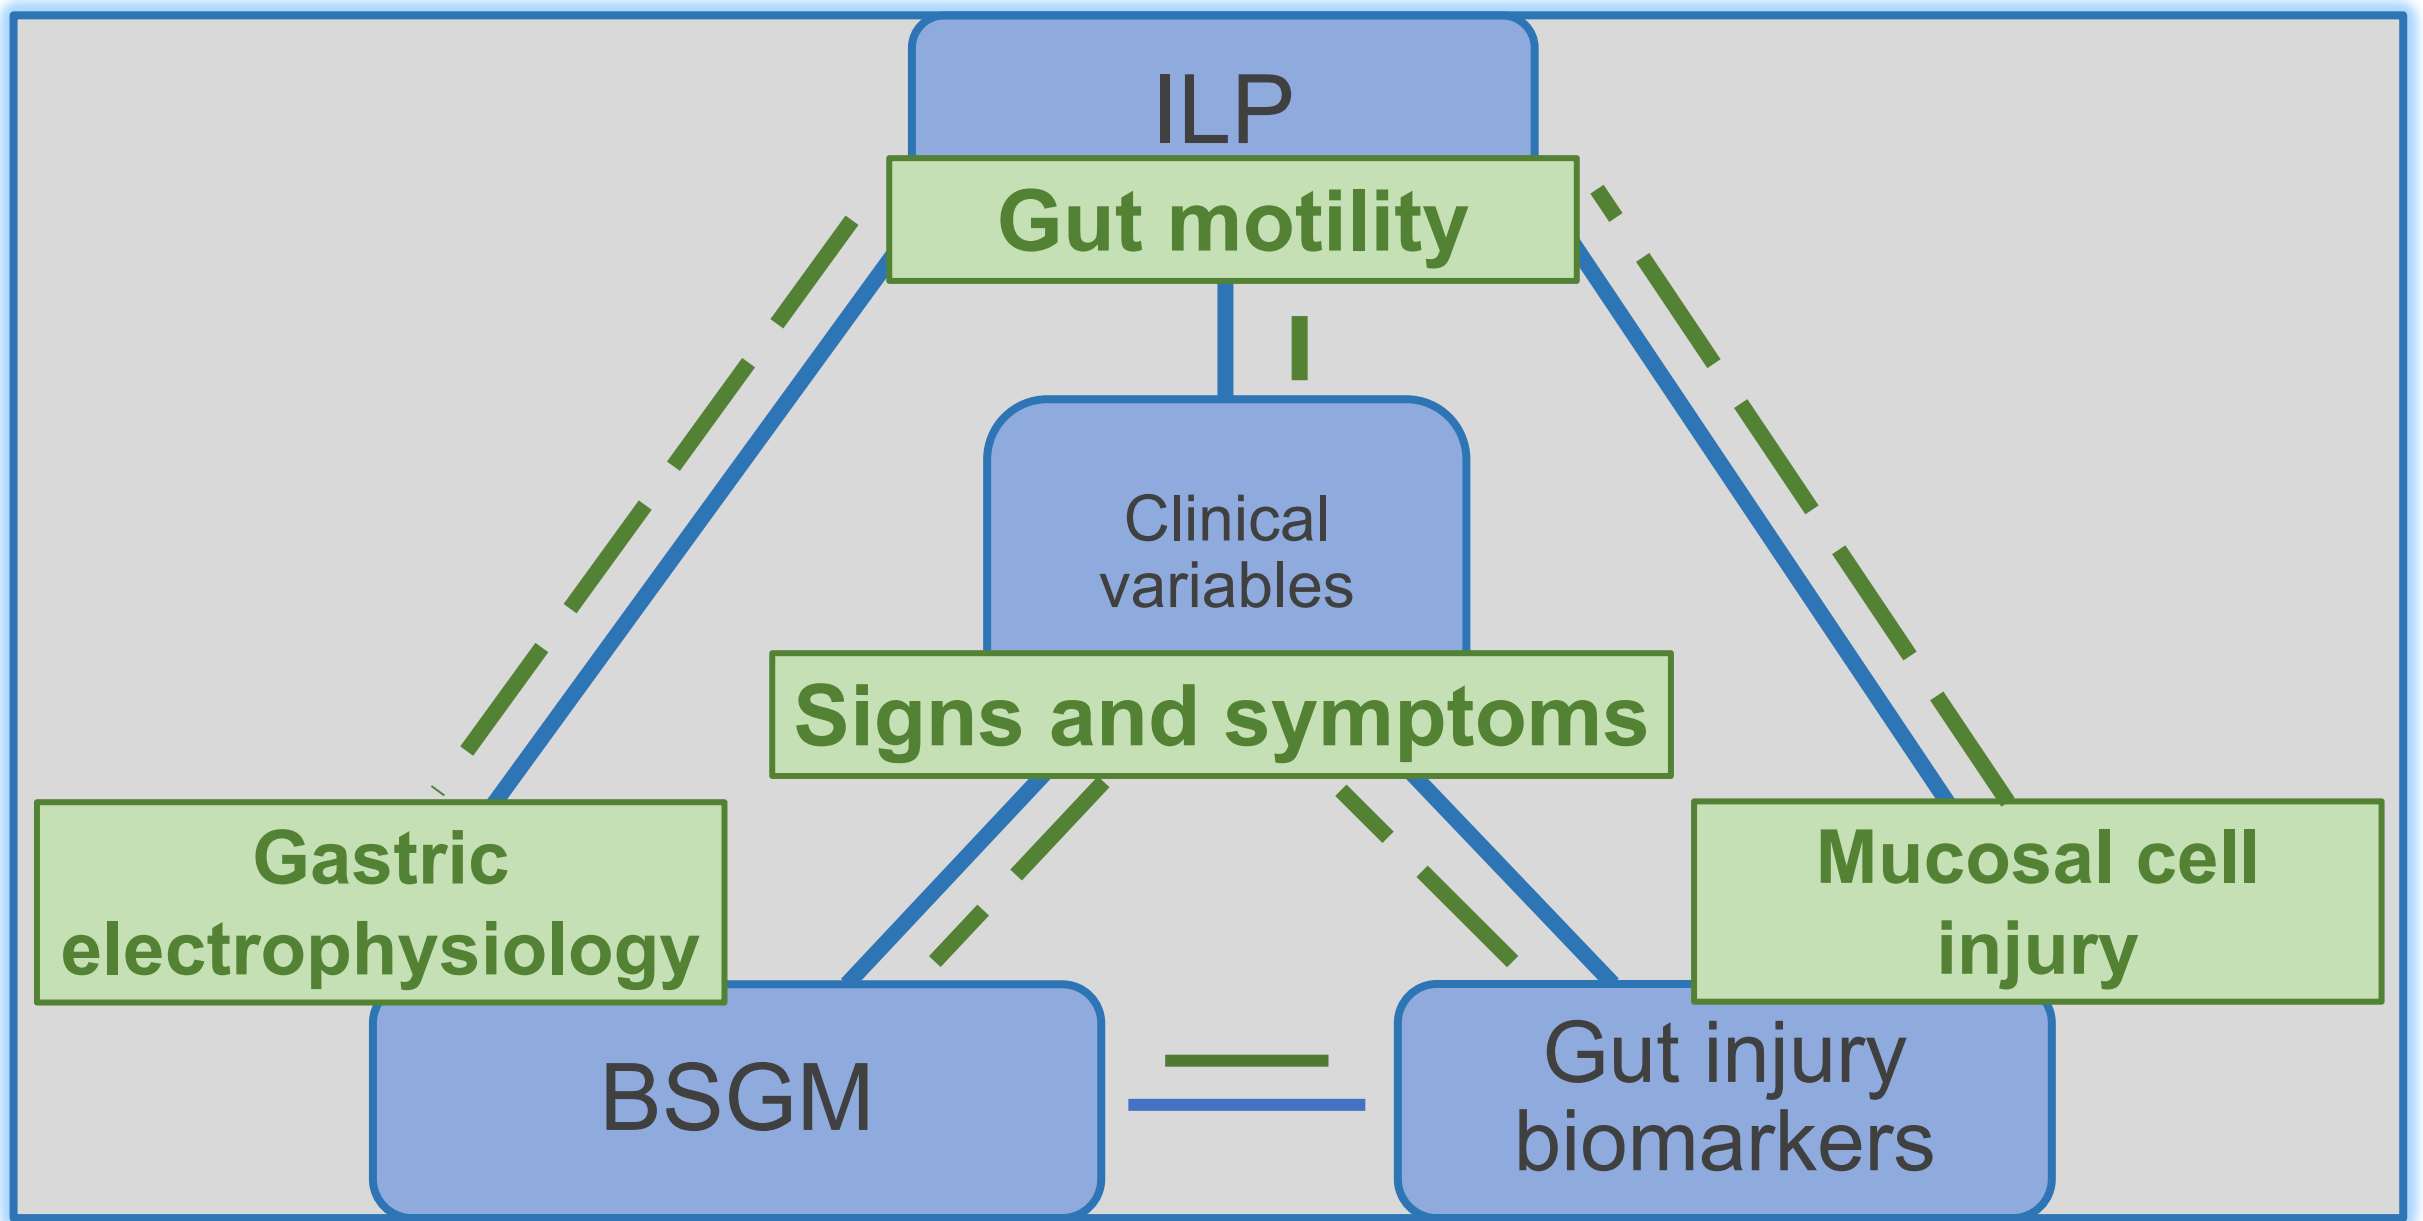 ILP
Gut motility
Clinical
variables
Signs and symptoms
Gastric
electrophysiology
Mucosal cell
injury
BSGM
Gut injury
biomarkers